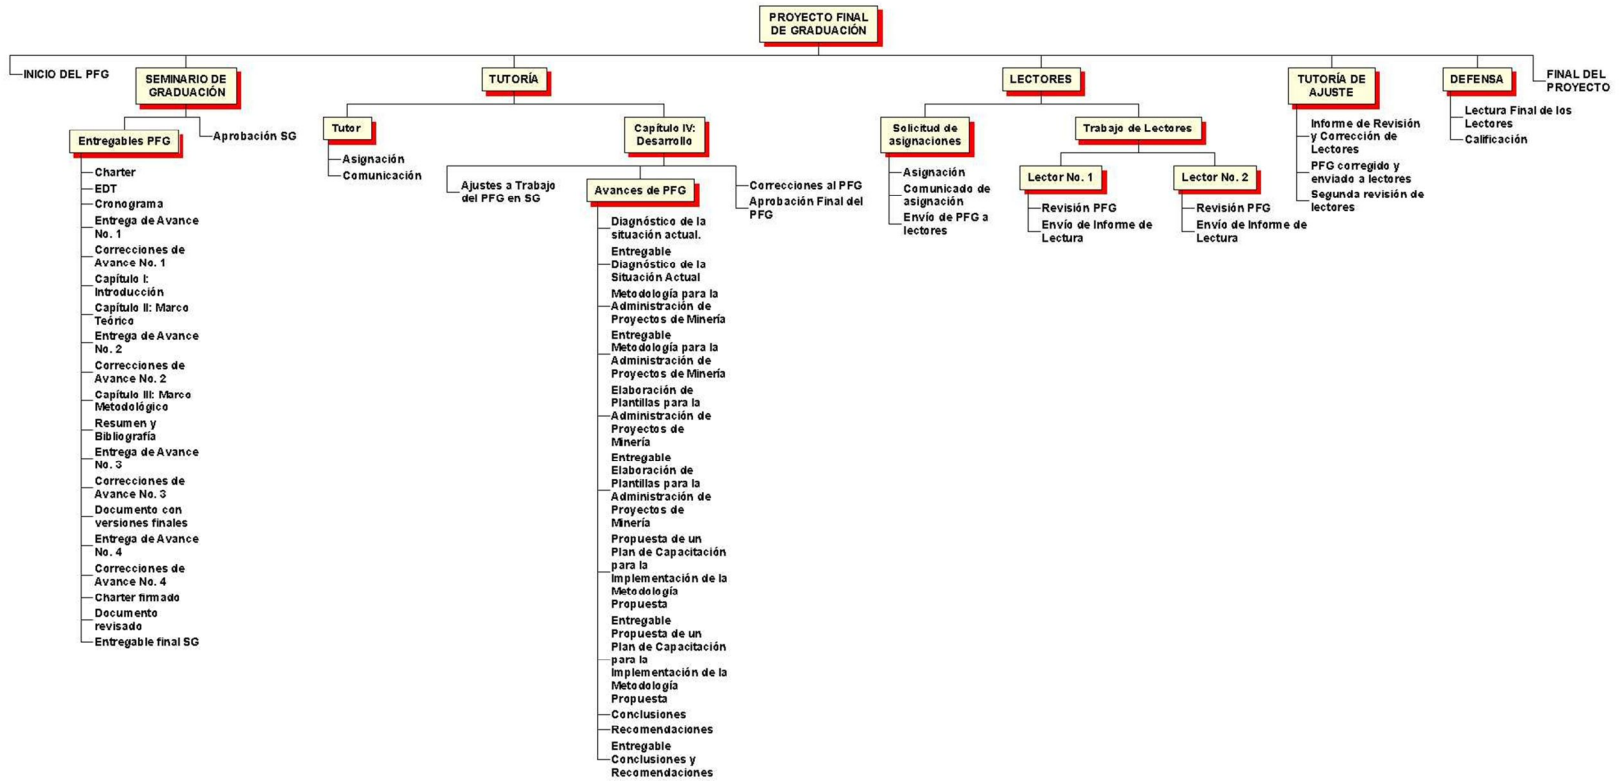 PROYECTO FINAL
DE GRADUACIÓN
INICIO DEL PFG
SEMINARIO DE
GRADUACIÓN
Entregables PFG
Charter
EDT
Cronograma
Entrega de Avance
No. 1
Correcciones de
Avance No. 1
Capítulo I:
Introducción
Capítulo II: Marco
Teórico
Entrega de Avance
No. 2
Correcciones de
Avance No. 2
Capítulo III: Marco
Metodológico
Resumen y
Bibliografía
Entrega de Avance
No. 3
Correcciones de
Avance No. 3
Documento con
versiones finales
Entrega de Avance
No. 4
Correcciones de
Avance No. 4
Charter firmado
Documento
revisado
Entregable final SG
Aprobación SG
TUTORÍA
Tutor
Asignación
Comunicación
Capítulo IV:
Desarrollo
Ajustes a Trabajo
del PFG en SG
Avances de PFG
Diagnóstico de la
situación actual.
Entregable
Diagnóstico de la
Situación Actual
Metodología para la
Administración de
Proyectos de Minería
Entregable
Metodología para la
Administración de
Proyectos de Minería
Elaboración de
Plantillas para la
Administración de
Proyectos de
Minería
Entregable
Elaboración de
Plantillas para la
Administración de
Proyectos de
Minería
Propuesta de un
Plan de Capacitación
para la
Implementación de la
Metodología
Propuesta
Entregable
Propuesta de un
Plan de Capacitación
para la
Implementación de la
Metodología
Propuesta
Conclusiones
Recomendaciones
Entregable
Conclusiones y
Recomendaciones
Correcciones al PFG
Aprobación Final del
PFG
LECTORES
Solicitud de
asignaciones
Asignación
Comunicado de
asignación
Envío de PFG a
lectores
Trabajo de Lectores
Lector No. 1
Revisión PFG
Envío de Informe de
Lectura
Lector No. 2
Revisión PFG
Envío de Informe de
Lectura
TUTORÍA DE
AJUSTE
Informe de Revisión
y Corrección de
Lectores
PFG corregido y
enviado a lectores
Segunda revisión de
lectores
DEFENSA
Lectura Final de los
Lectores
Calificación
FINAL DEL
PROYECTO